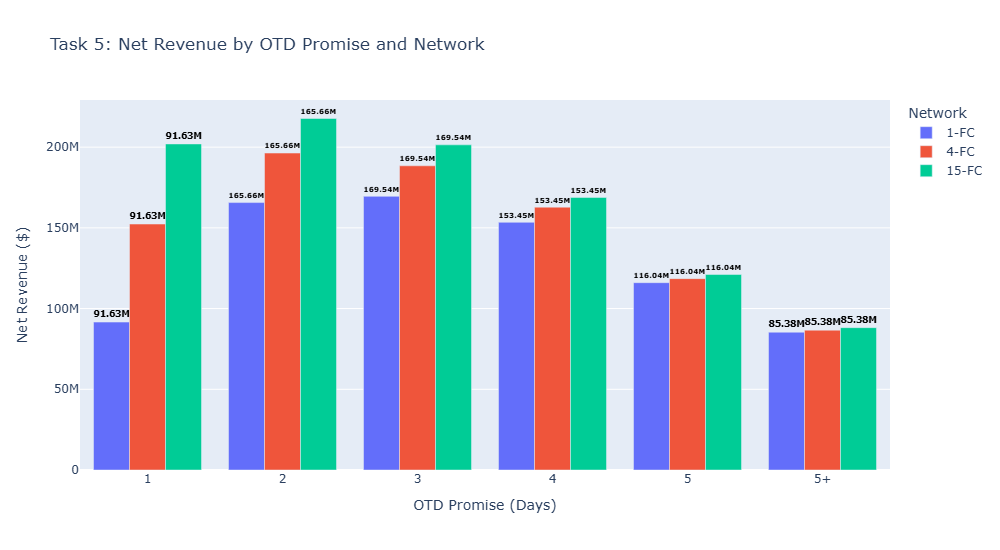 Task 5: Net Revenue by OTD Promise and Network
Network
1-FC
4-FC
15-FC
Net Revenue ($)
200M
150M
100M
50M
0
91.63M
91.63M
91.63M
165.66M
165.66M
165.66M
169.54M
169.54M
169.54M
153.45M
153.45M
153.45M
116.04M
116.04M
116.04M
85.38M
85.38M
85.38M
1
2
3
4
5
5+
OTD Promise (Days)